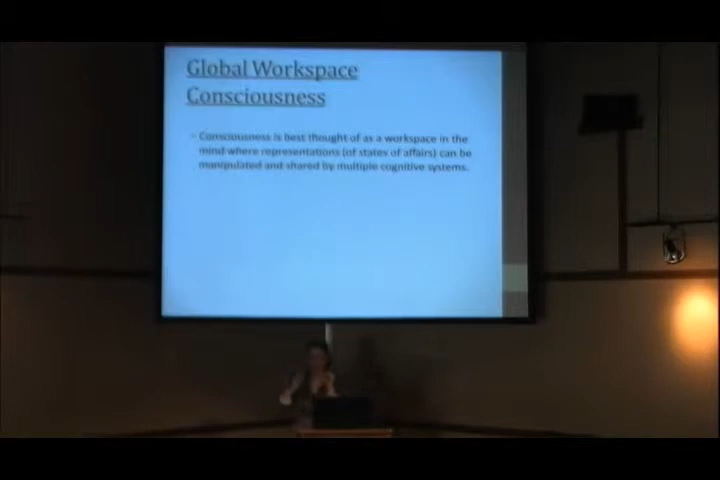 Global Workspace
Consciousness
Consciousness is best thought of as a workspace in the
mind where representations (of states of affairs) can be
manipulated and shared by multiple cognitive systems.